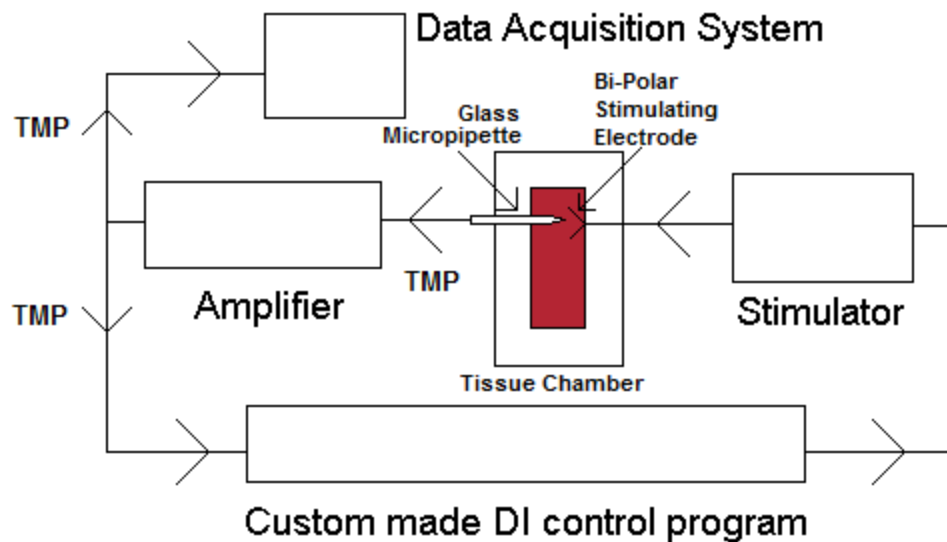 Data Acquisition System
TMP
Glass
Micropipette
Bi-Polar
Stimulating
Electrode
Amplifier
TMP
Stimulator
TMP
Tissue Chamber
Custom made DI control program